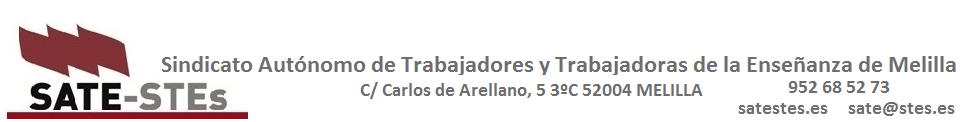 SATE-STEs
Sindicato Autónomo de Trabajadores y Trabajadoras de la Enseñanza de Melilla
C/ Carlos de Arellano, 5 3ºC 52004 MELILLA
952 68 52 73
satestes.es sate@stes.es